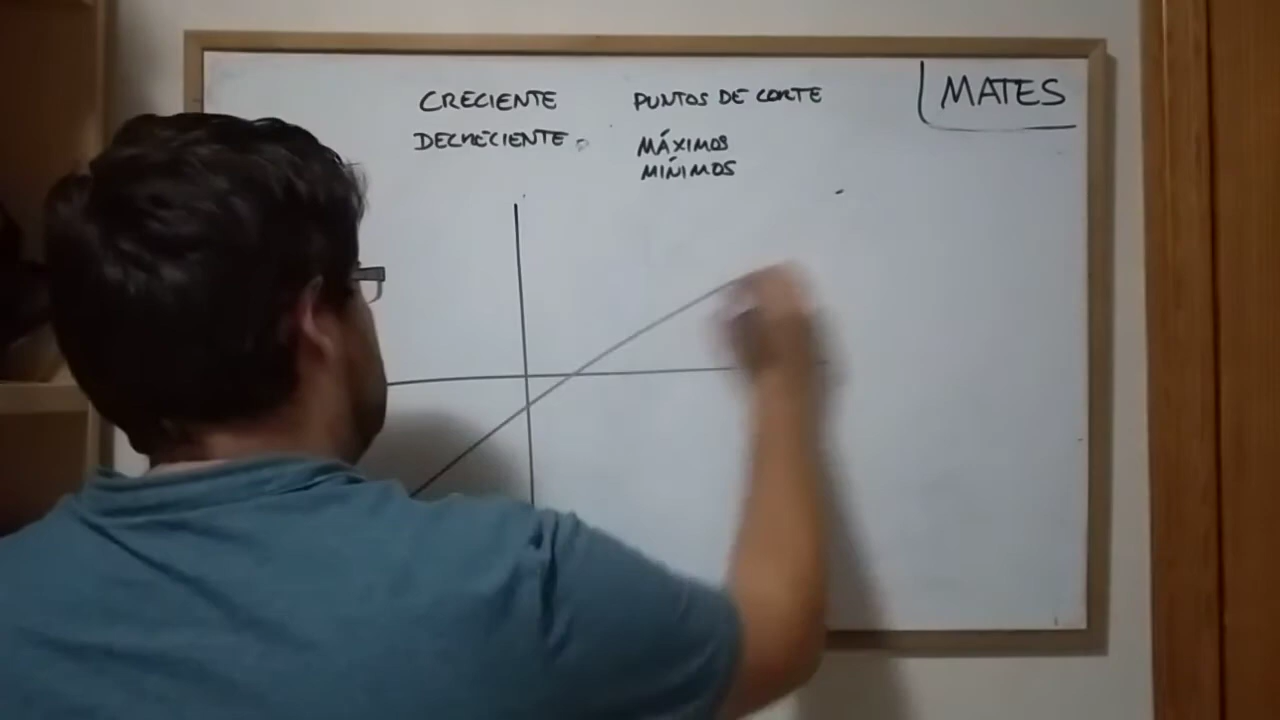 CRECIENTE
DECRECIENTE
PUNTOS DE CORTE
MÁXIMOS
MÍNIMOS
MATES